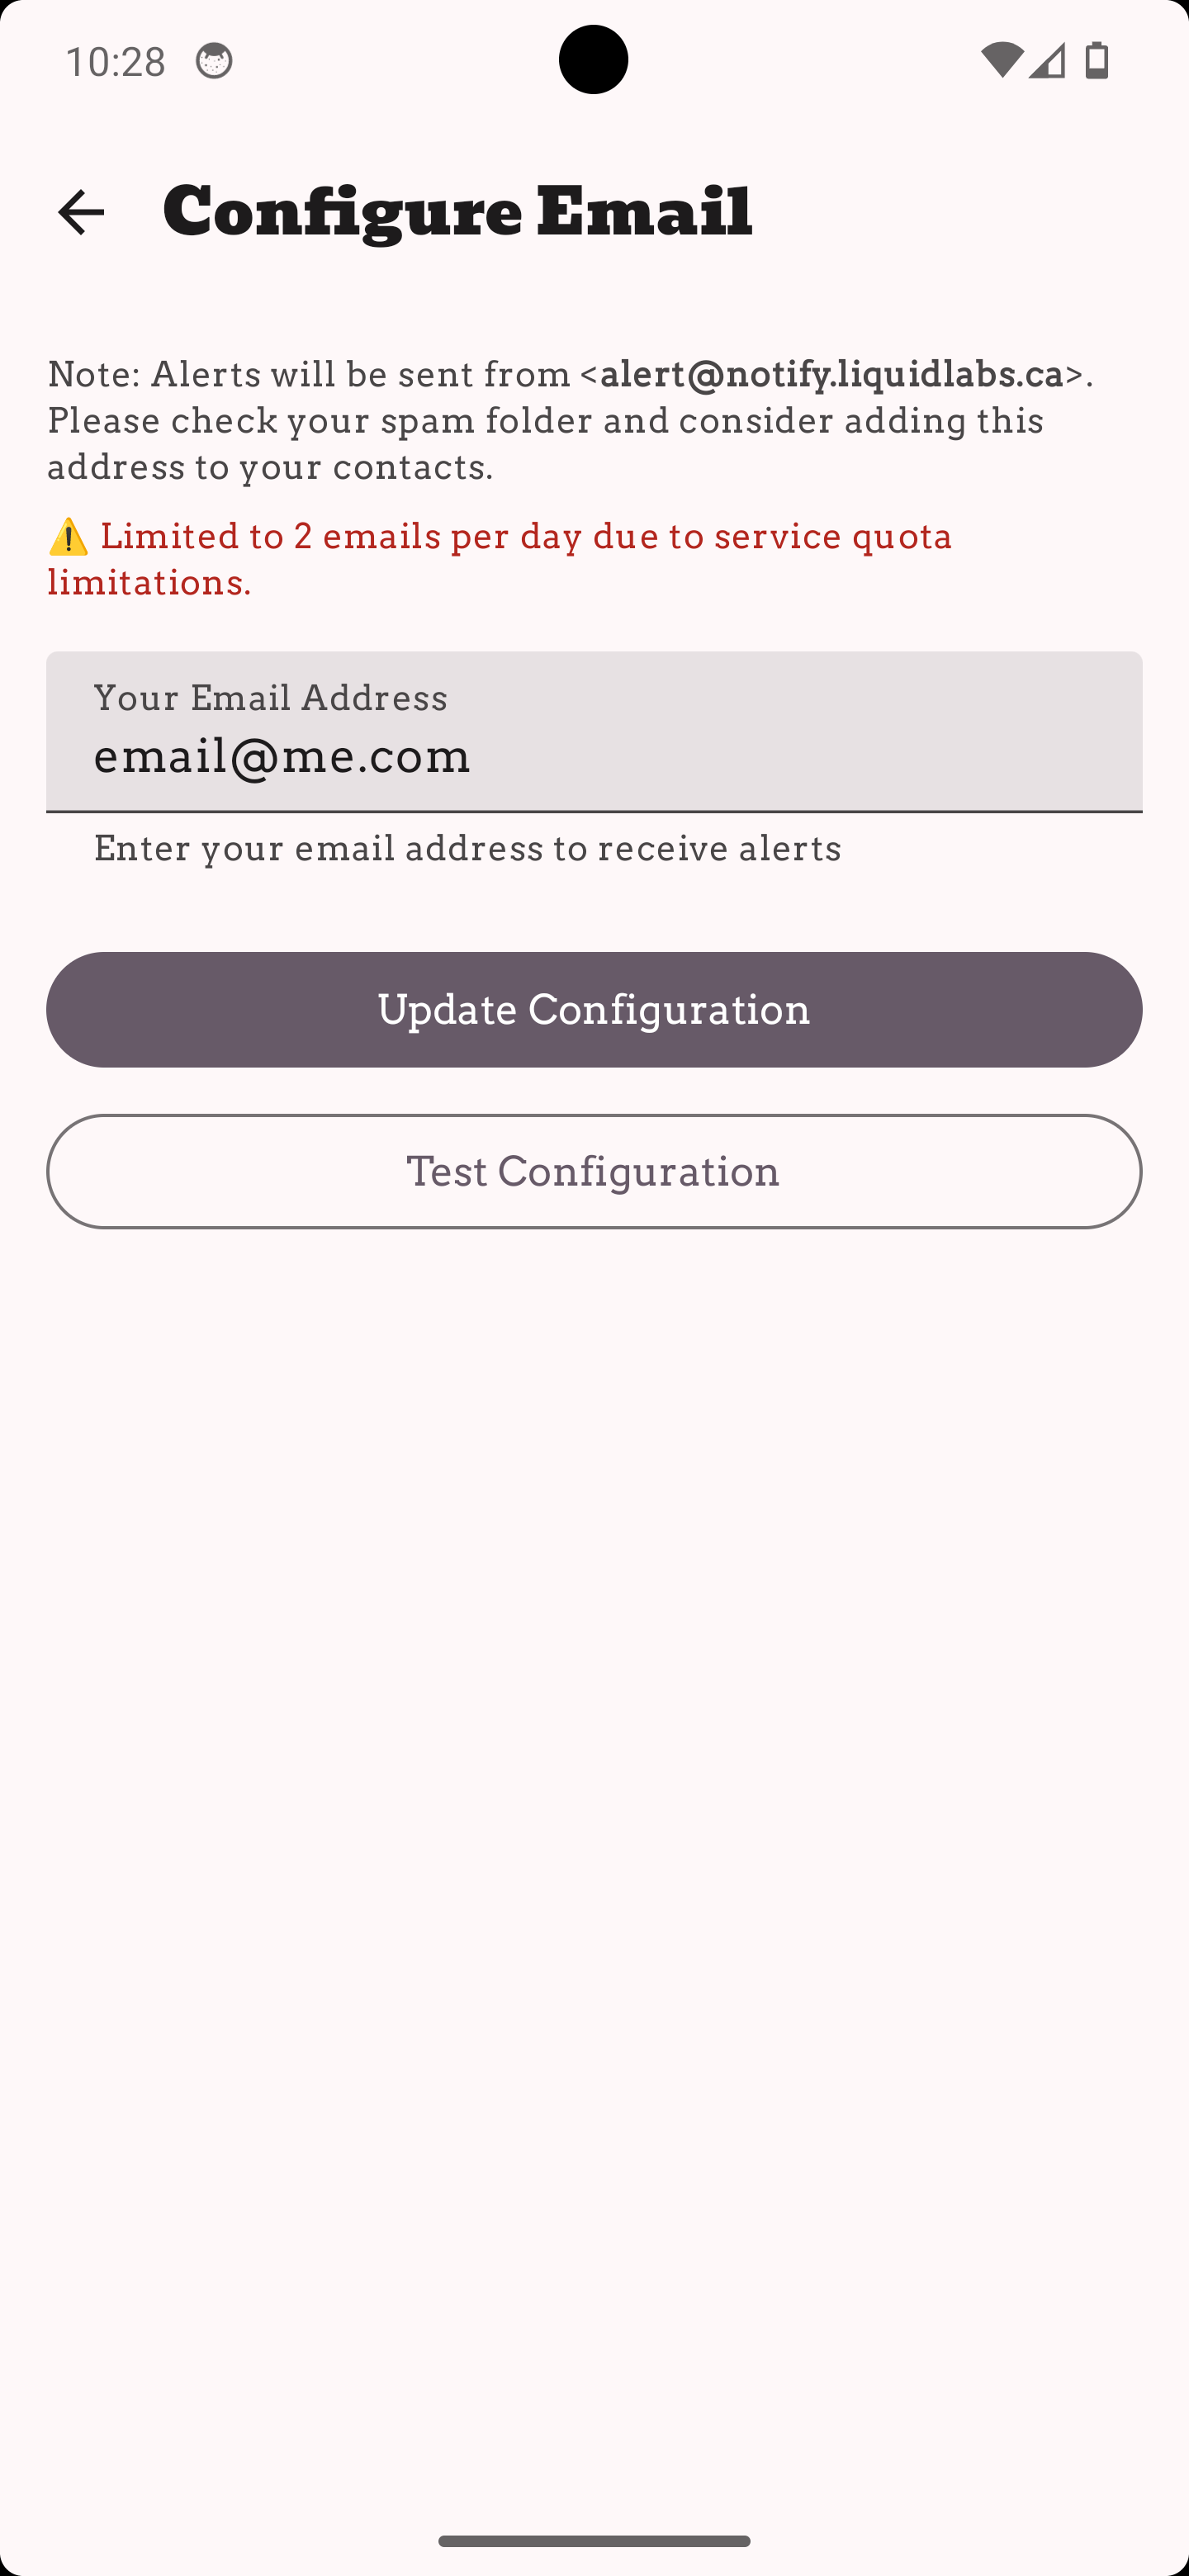 10:28
Configure Email
Note: Alerts will be sent from <alert@notify.liquidlabs.ca>.
Please check your spam folder and consider adding this
address to your contacts.
⚠️ Limited to 2 emails per day due to service quota
limitations.
Your Email Address
email@me.com
Enter your email address to receive alerts
Update Configuration
Test Configuration